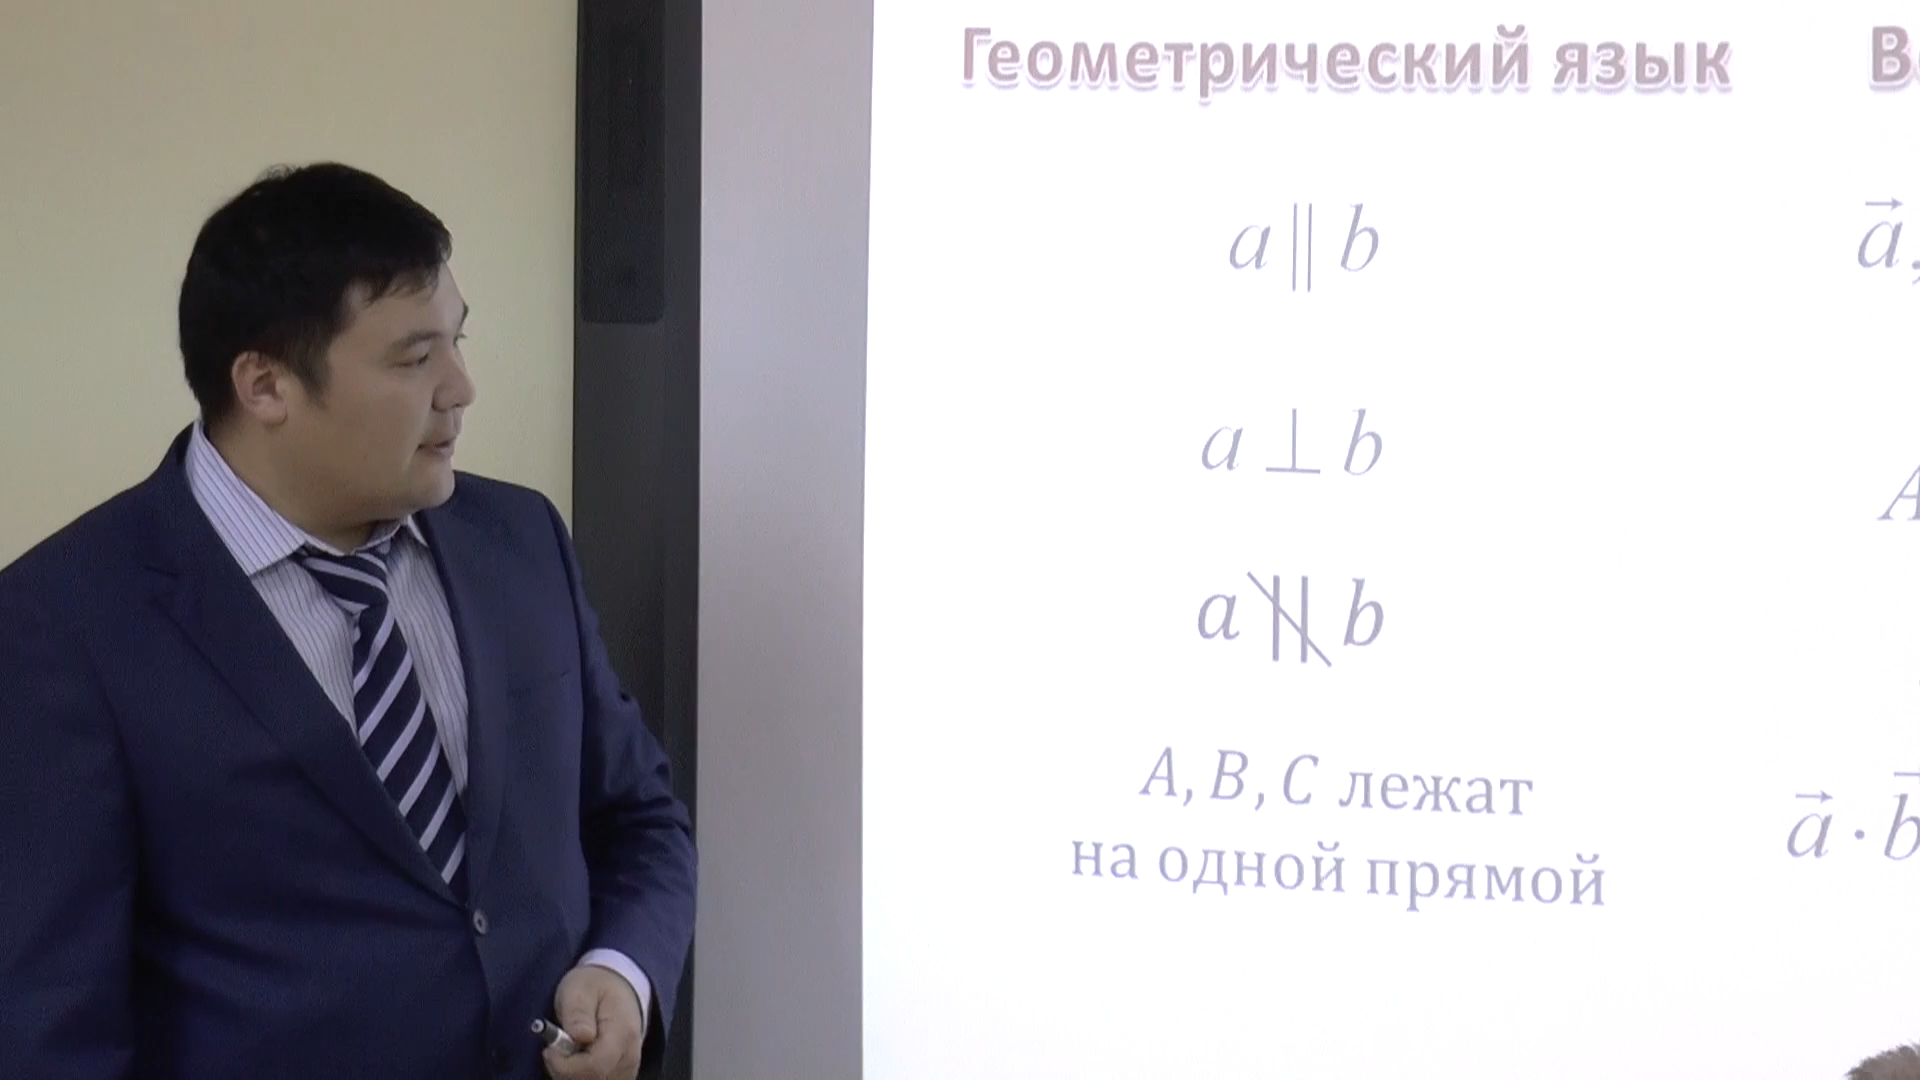 Геометрический язык
a ∥ b
a⃗,
a ⊥ b
A
a ∦ b
A, B, C лежат
на одной прямой
a⃗ · b⃗